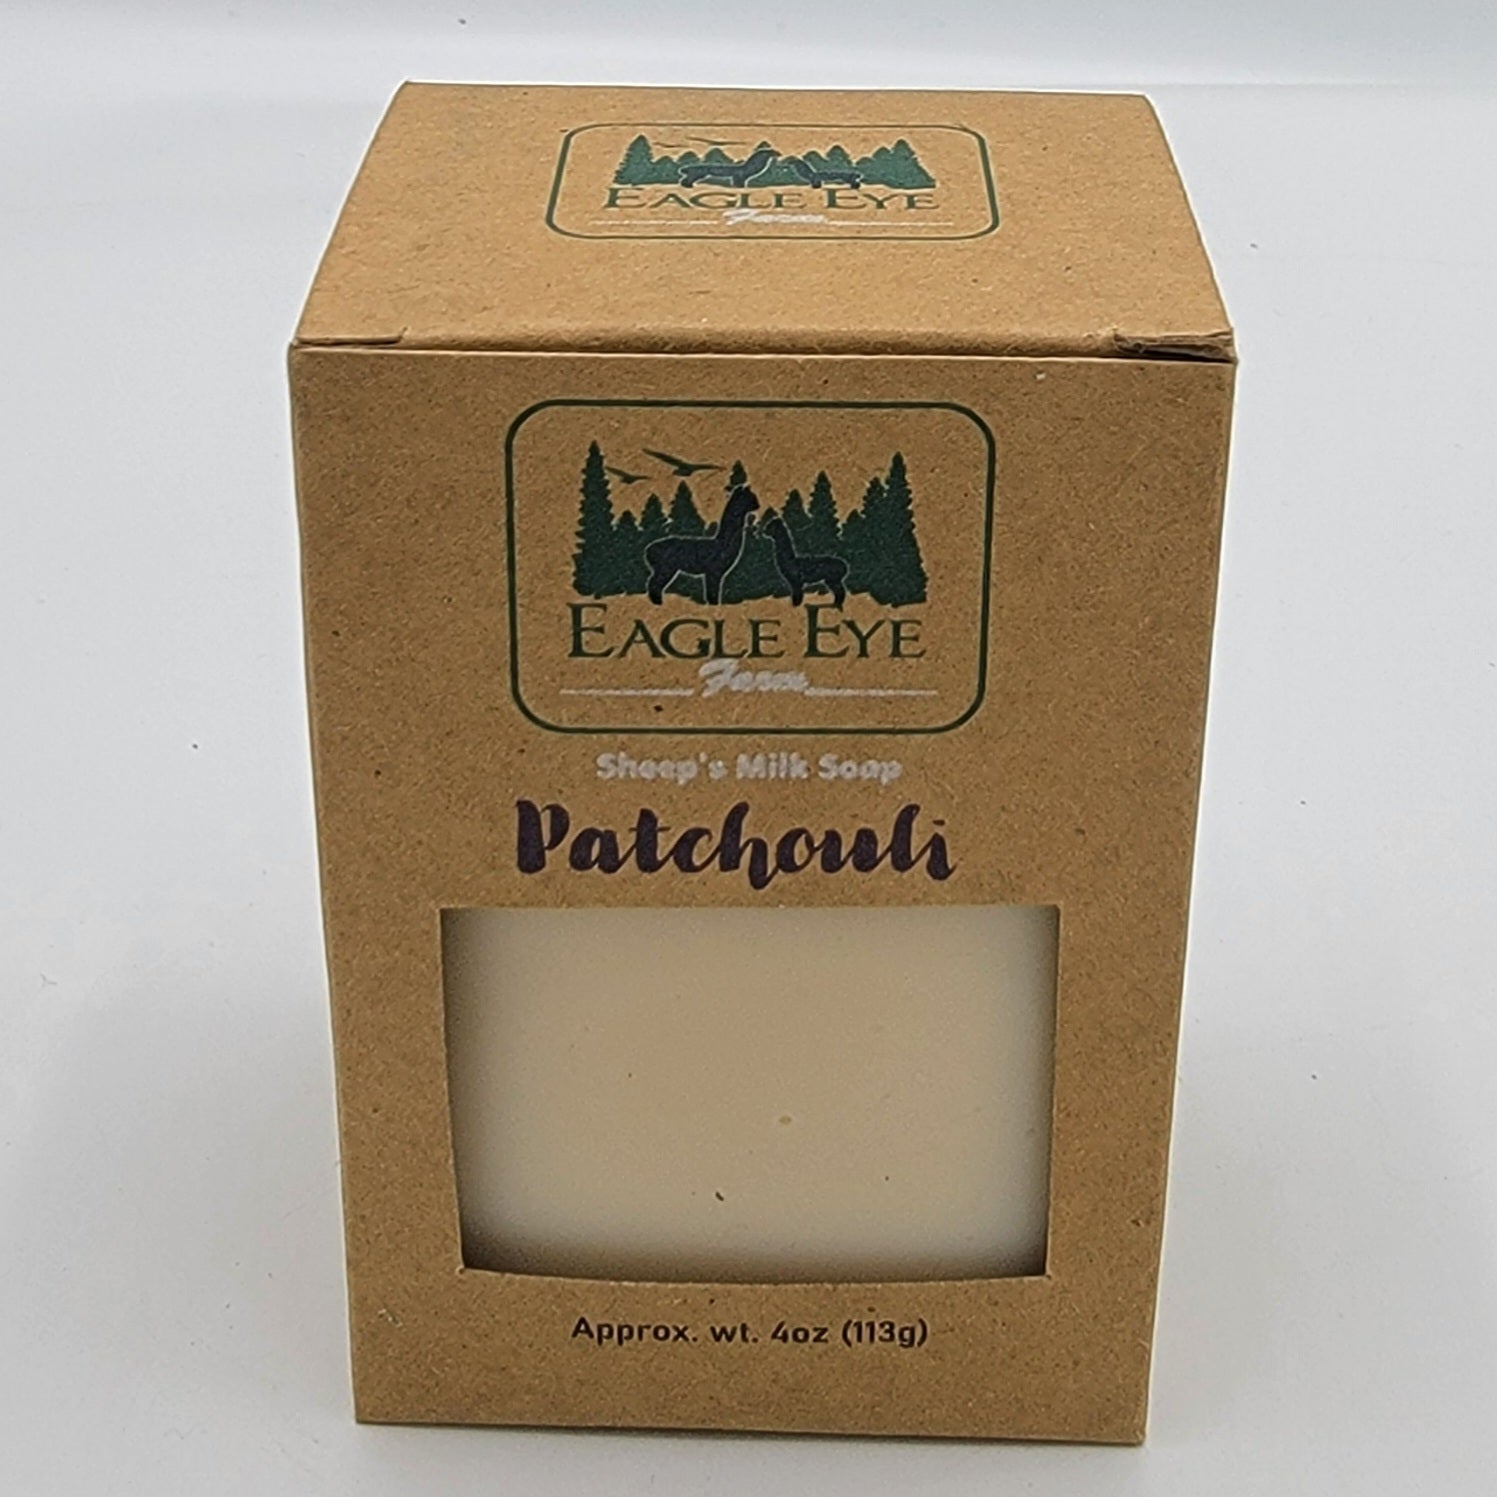 EAGLE EYE
Farm
EAGLE EYE
Farm
Sheep's Milk Soap
Patchouli
Approx. wt. 4oz (113g)